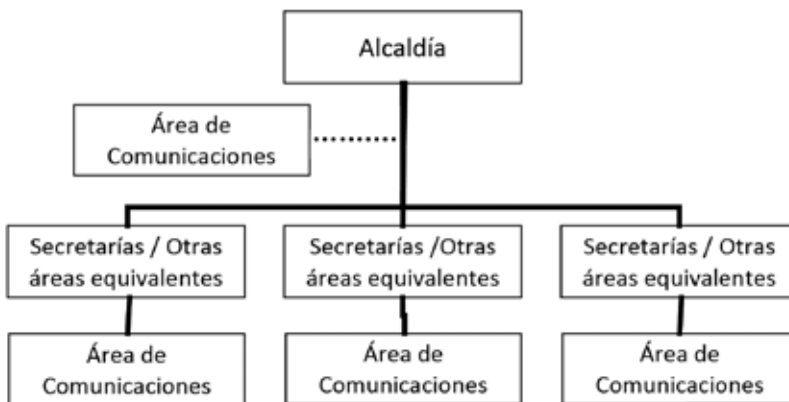 Alcaldía
Área de
Comunicaciones
Secretarías / Otras
áreas equivalentes
Secretarías /Otras
áreas equivalentes
Secretarías / Otras
áreas equivalentes
Área de
Comunicaciones
Área de
Comunicaciones
Área de
Comunicaciones